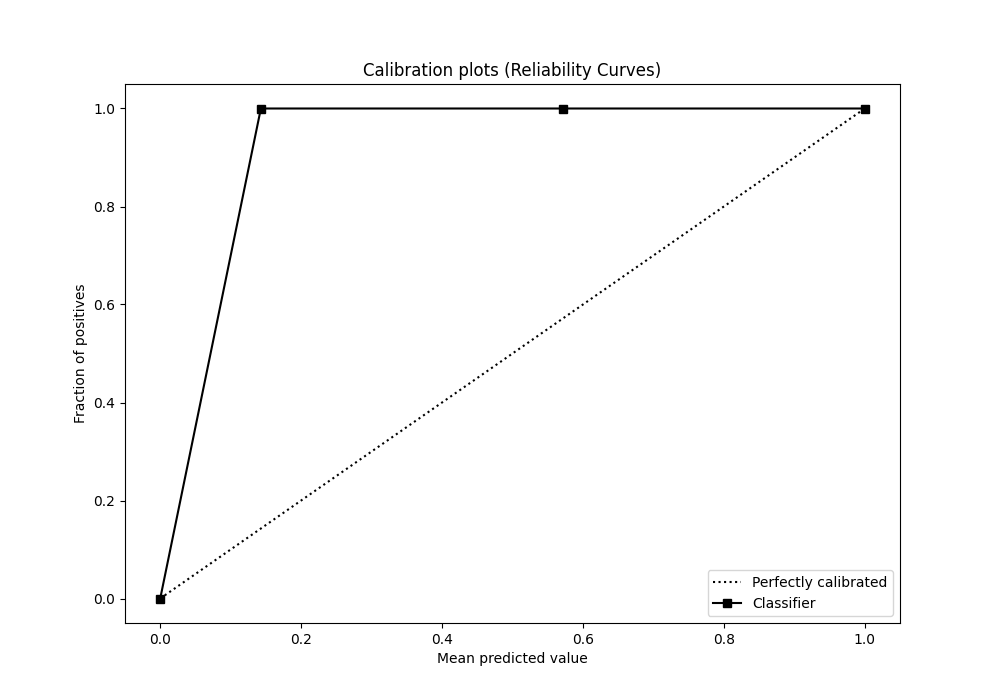 Calibration plots (Reliability Curves)
1.0
0.8
0.6
0.4
0.2
0.0
Fraction of positives
0.0 0.2 0.4 0.6 0.8 1.0
Mean predicted value
Perfectly calibrated
Classifier